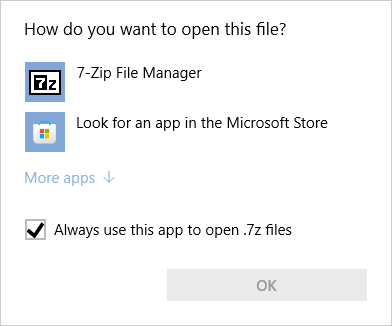 How do you want to open this file?
7z
7-Zip File Manager
Look for an app in the Microsoft Store
More apps
Always use this app to open .7z files
OK